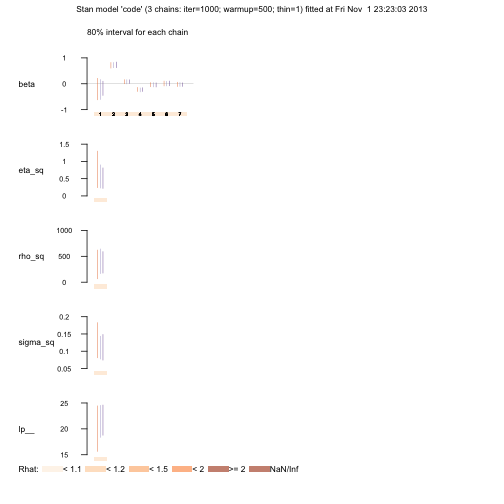 Stan model 'code' (3 chains: iter=1000; warmup=500; thin=1) fitted at Fri Nov 1 23:23:03 2013
80% interval for each chain
1
beta
0
-1
1 2 3 4 5 6 7
1.5
1
eta_sq
0.5
0
1000
rho_sq
500
0
0.2
0.15
sigma_sq
0.1
0.05
25
lp__
20
15
Rhat: < 1.1 < 1.2 < 1.5 < 2 >= 2 NaN/Inf